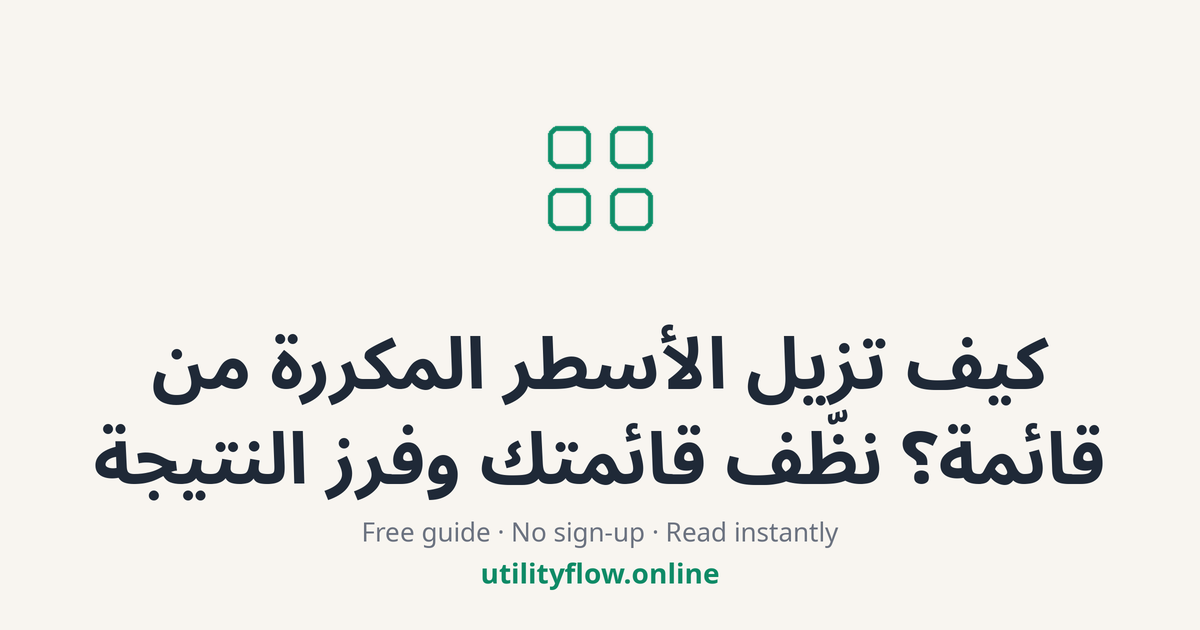 كيف تزيل الأسطر المكررة من
قائمة؟ نظّف قائمتك وفرز النتيجة
Free guide · No sign-up · Read instantly
utilityflow.online